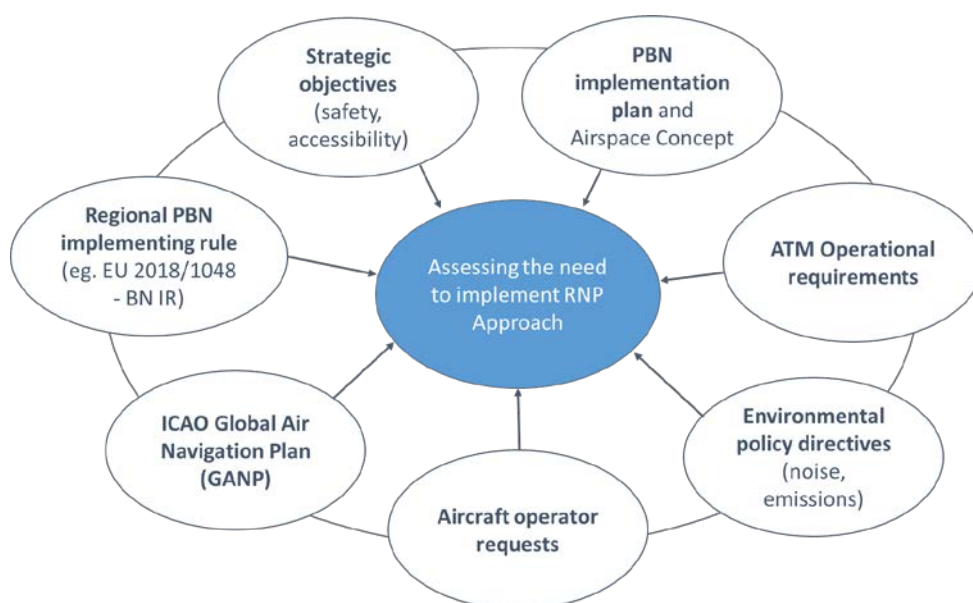 Strategic
objectives
(safety,
accessibility)
PBN
implementation
plan and
Airspace Concept
Regional PBN
implementing rule
(eg. EU 2018/1048
- BN IR)
Assessing the need
to implement RNP
Approach
ATM Operational
requirements
ICAO Global Air
Navigation Plan
(GANP)
Aircraft operator
requests
Environmental
policy directives
(noise,
emissions)